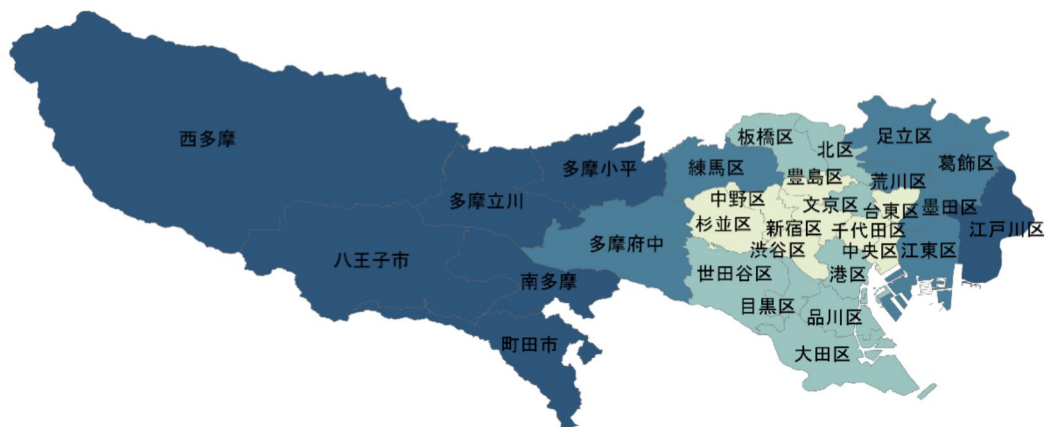 西多摩
八王子市
多摩立川
多摩小平
多摩府中
南多摩
町田市
練馬区
板橋区
北区
足立区
葛飾区
豊島区
荒川区
中野区
文京区
台東区
墨田区
江戸川区
杉並区
新宿区
千代田区
渋谷区
中央区
江東区
世田谷区
港区
目黒区
品川区
大田区